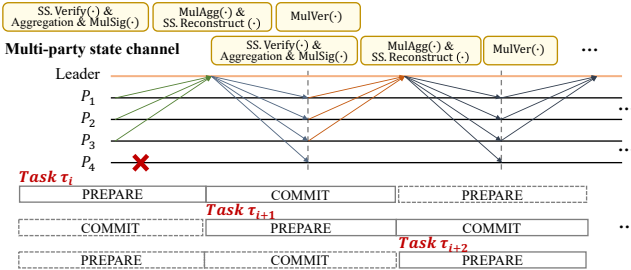 SS. Verify(·) &
Aggregation & MulSig(·)
MulAgg(·) &
SS. Reconstruct (·)
MulVer(·)
Multi-party state channel
SS. Verify(·) &
Aggregation & MulSig(·)
MulAgg(·) &
SS. Reconstruct (·)
MulVer(·)
...
Leader
P₁
P₂
P₃
P₄
Task τᵢ
PREPARE
COMMIT
PREPARE
Task τᵢ₊₁
COMMIT
PREPARE
COMMIT
Task τᵢ₊₂
PREPARE
COMMIT
PREPARE